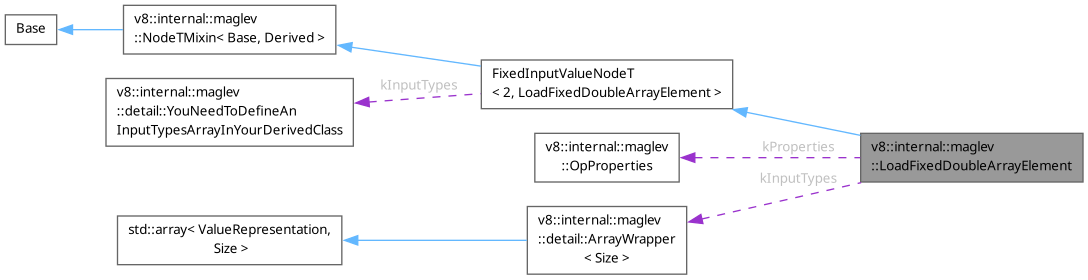 Base
v8::internal::maglev
::NodeTMixin< Base, Derived >
v8::internal::maglev
::detail::YouNeedToDefineAn
InputTypesArrayInYourDerivedClass
kInputTypes
FixedInputValueNodeT
< 2, LoadFixedDoubleArrayElement >
v8::internal::maglev
::OpProperties
kProperties
v8::internal::maglev
::LoadFixedDoubleArrayElement
kInputTypes
std::array< ValueRepresentation,
Size >
v8::internal::maglev
::detail::ArrayWrapper
< Size >